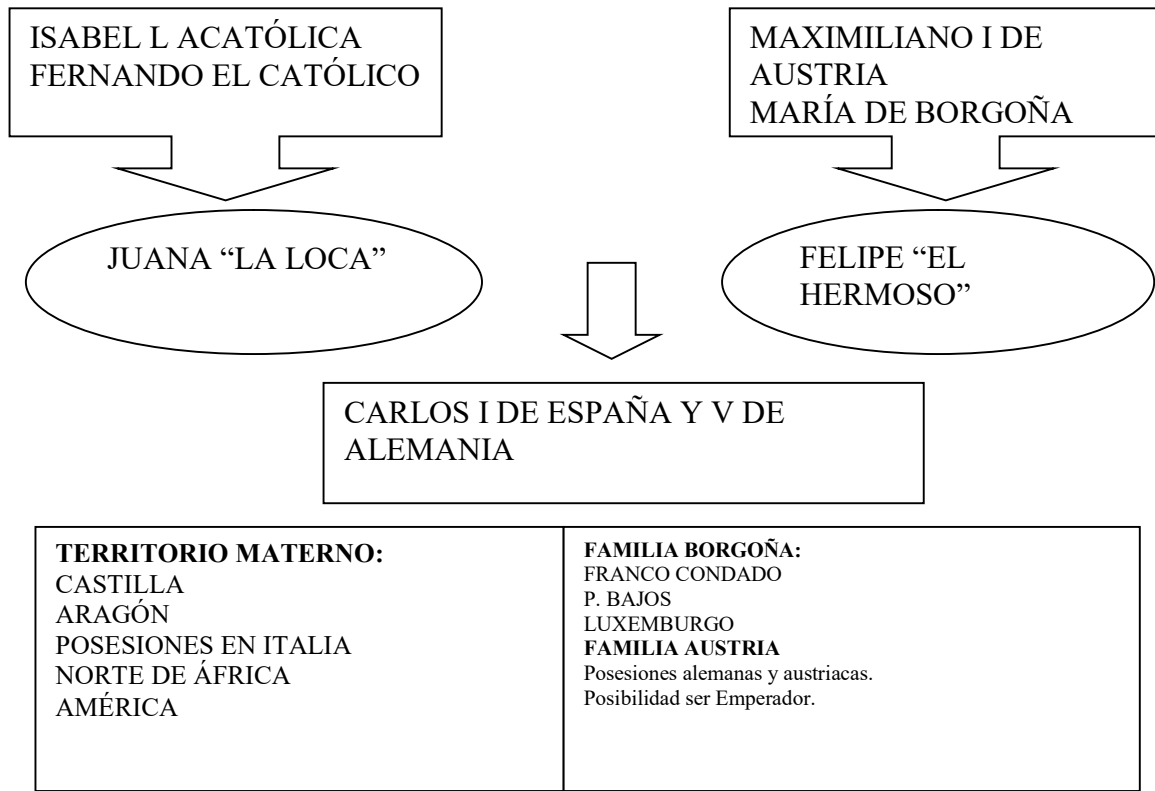 ISABEL L ACATÓLICA
FERNANDO EL CATÓLICO
MAXIMILIANO I DE
AUSTRIA
MARÍA DE BORGOÑA
JUANA “LA LOCA”
FELIPE “EL
HERMOSO”
CARLOS I DE ESPAÑA Y V DE
ALEMANIA
TERRITORIO MATERNO:
CASTILLA
ARAGÓN
POSESIONES EN ITALIA
NORTE DE ÁFRICA
AMÉRICA
FAMILIA BORGOÑA:
FRANCO CONDADO
P. BAJOS
LUXEMBURGO
FAMILIA AUSTRIA
Posesiones alemanas y austriacas.
Posibilidad ser Emperador.